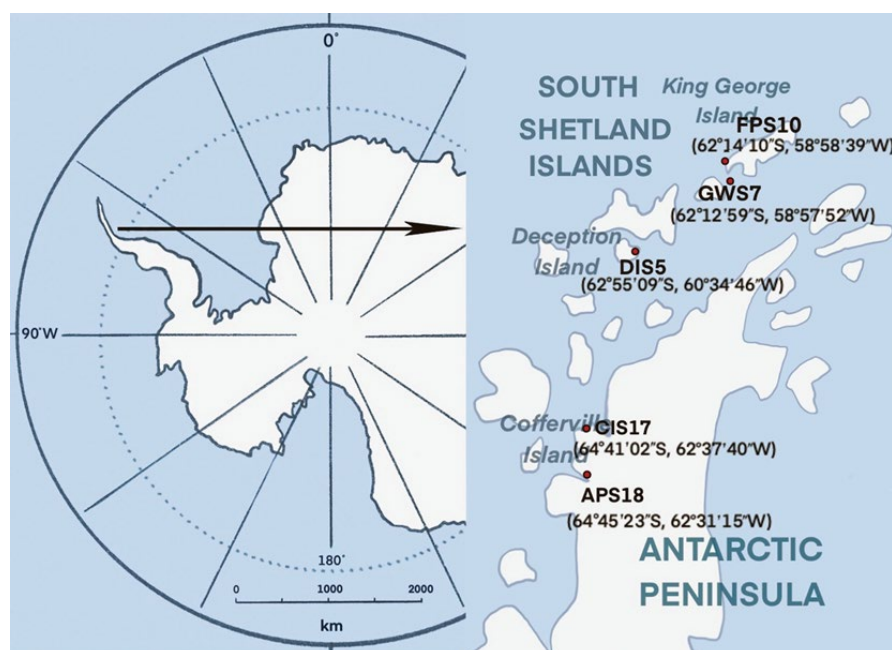 0°
90°W
180°
0 1000 2000
km
SOUTH
SHETLAND
ISLANDS
King George
Island
FPS10
(62°14'10"S, 58°58'39"W)
GWS7
(62°12'59"S, 58°57'52"W)
Deception
Island
DIS5
(62°55'09"S, 60°34'46"W)
Cofferville
Island
CIS17
(64°41'02"S, 62°37'40"W)
APS18
(64°45'23"S, 62°31'15"W)
ANTARCTIC
PENINSULA